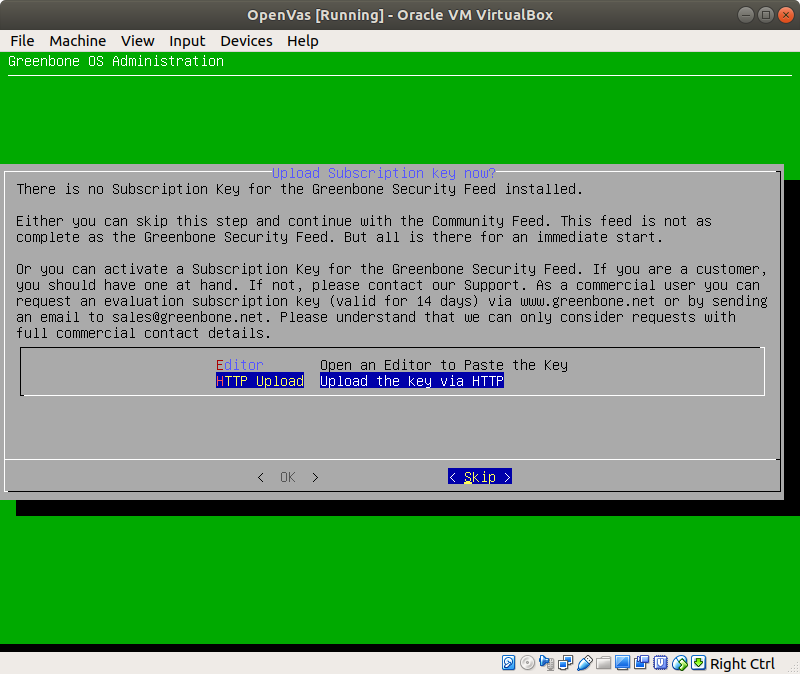 OpenVas [Running] - Oracle VM VirtualBox
File Machine View Input Devices Help
Greenbone OS Administration
Upload Subscription key now?
There is no Subscription Key for the Greenbone Security Feed installed.
Either you can skip this step and continue with the Community Feed. This feed is not as
complete as the Greenbone Security Feed. But all is there for an immediate start.
Or you can activate a Subscription Key for the Greenbone Security Feed. If you are a customer,
you should have one at hand. If not, please contact our Support. As a commercial user you can
request an evaluation subscription key (valid for 14 days) via www.greenbone.net or by sending
an email to sales@greenbone.net. Please understand that we can only consider requests with
full commercial contact details.
Editor Open an Editor to Paste the Key
HTTP Upload Upload the key via HTTP
< OK > < Skip >
Right Ctrl